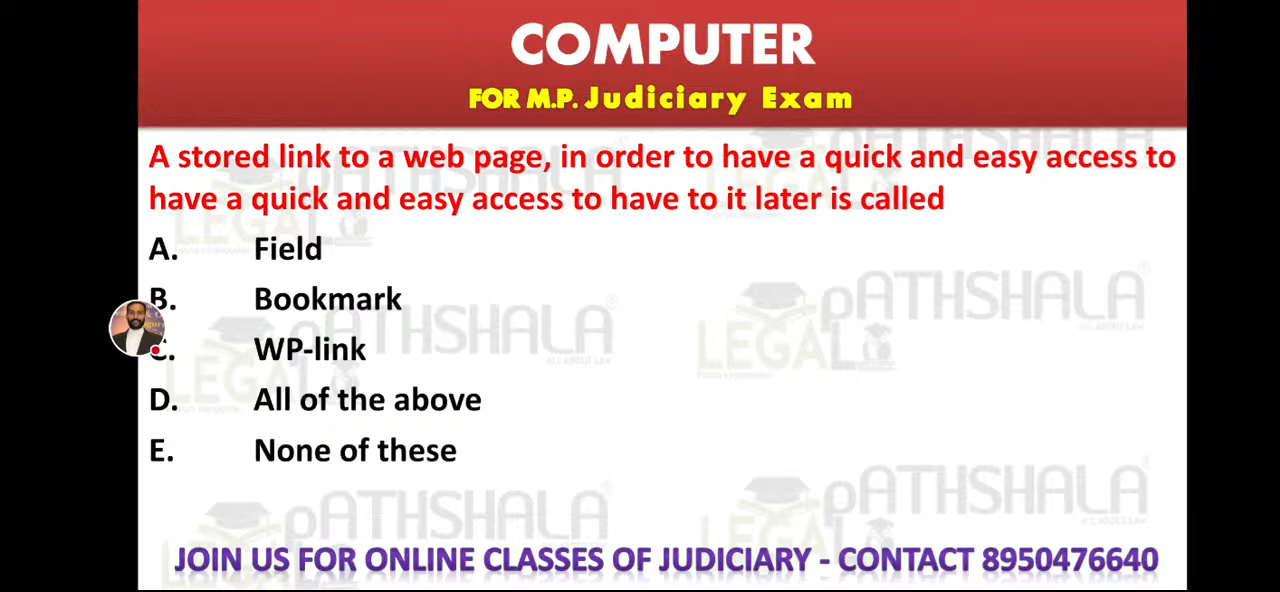 COMPUTER
FOR M.P. Judiciary Exam
A stored link to a web page, in order to have a quick and easy access to
have a quick and easy access to have to it later is called
A. Field
B. Bookmark
C. WP-link
D. All of the above
E. None of these
LEGAL pATHSHALA
JOIN US FOR ONLINE CLASSES OF JUDICIARY - CONTACT 8950476640